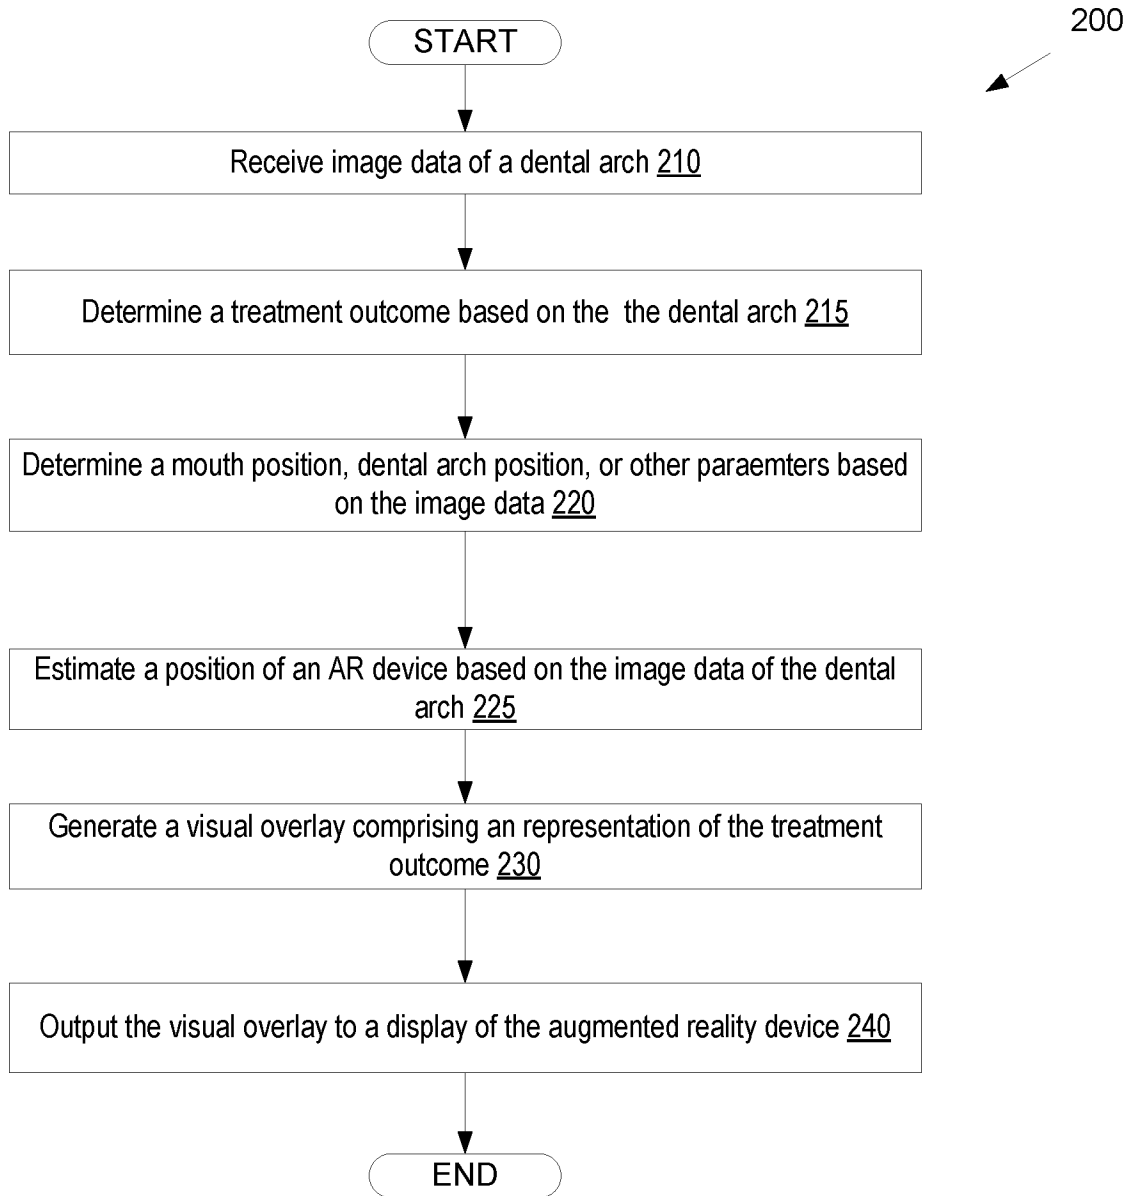 200
START
Receive image data of a dental arch 210
Determine a treatment outcome based on the the dental arch 215
Determine a mouth position, dental arch position, or other paraemters based
on the image data 220
Estimate a position of an AR device based on the image data of the dental
arch 225
Generate a visual overlay comprising an representation of the treatment
outcome 230
Output the visual overlay to a display of the augmented reality device 240
END